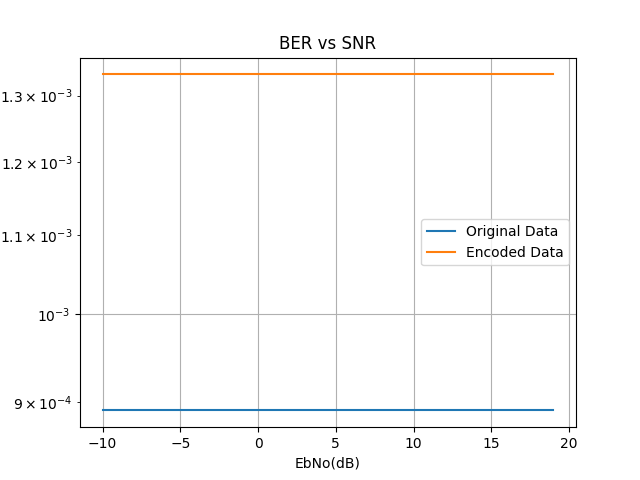 BER vs SNR
1.3 × 10⁻³
1.2 × 10⁻³
1.1 × 10⁻³
10⁻³
9 × 10⁻⁴
Original Data
Encoded Data
−10 −5 0 5 10 15 20
EbNo(dB)